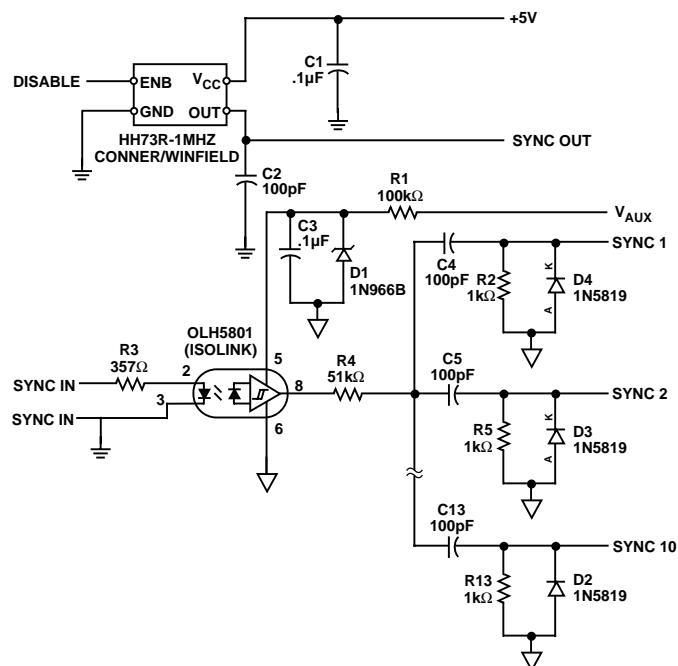 +5V
C1
.1µF
DISABLE
ENB
VCC
GND
OUT
HH73R-1MHZ
CONNER/WINFIELD
SYNC OUT
C2
100pF
R1
100kΩ
VAUX
C3
.1µF
D1
1N966B
C4
100pF
SYNC 1
R2
1kΩ
K
A
D4
1N5819
OLH5801
(ISOLINK)
R3
357Ω
SYNC IN
2
5
8
R4
51kΩ
C5
100pF
SYNC 2
SYNC IN
3
6
R5
1kΩ
K
A
D3
1N5819
C13
100pF
SYNC 10
R13
1kΩ
D2
1N5819